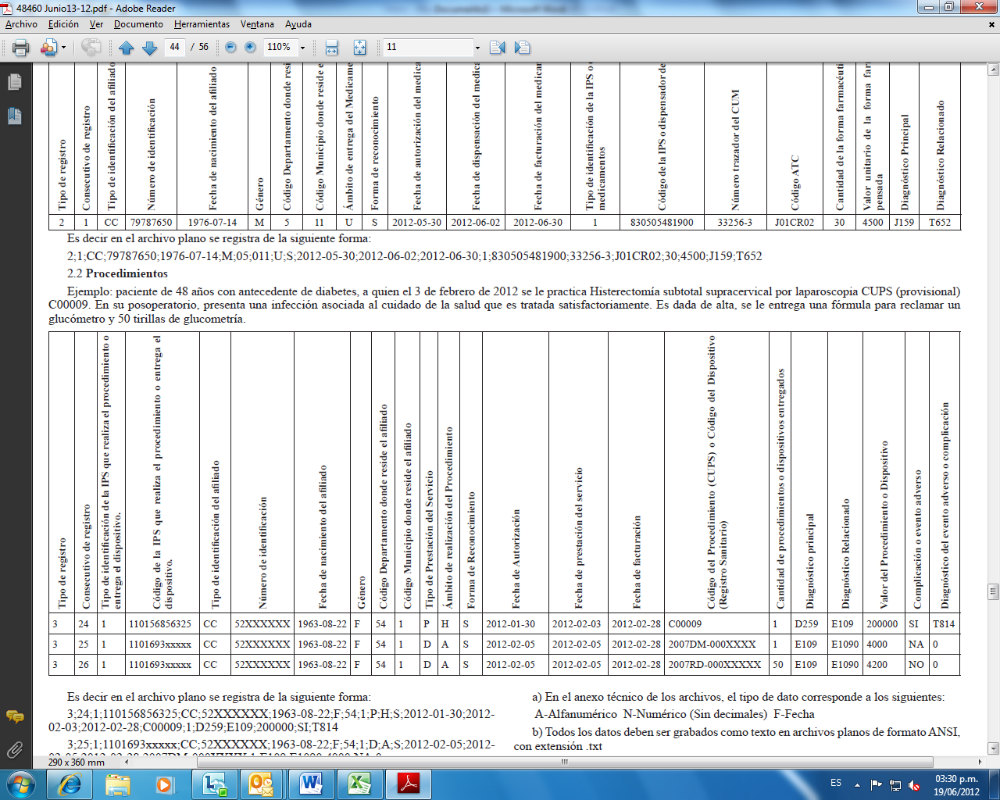 48460 Junio13-12.pdf - Adobe Reader
Archivo Edición Ver Documento Herramientas Ventana Ayuda
44 / 56 110% 11
Tipo de registro
Consecutivo de registro
Tipo de identificación del afiliado
Número de identificación
Fecha de nacimiento del afiliado
Género
Código Departamento donde resi
Código Municipio donde reside e
Ámbito de entrega del Medicame
Forma de reconocimiento
Fecha de autorización del medica
Fecha de dispensación del medica
Fecha de facturación del medicam
Tipo de identificación de la IPS o
medicamentos
Código de la IPS o dispensador de
Número trazador del CUM
Código ATC
Cantidad de la forma farmacéuti
Valor unitario de la forma far
pensada
Diagnóstico Principal
Diagnóstico Relacionado
2 1 CC 79787650 1976-07-14 M 5 11 U S 2012-05-30 2012-06-02 2012-06-30 1 830505481900 33256-3 J01CR02 30 4500 J159 T652
Es decir en el archivo plano se registra de la siguiente forma:
2;1;CC;79787650;1976-07-14;M;05;011;U;S;2012-05-30;2012-06-02;2012-06-30;1;830505481900;33256-3;J01CR02;30;4500;J159;T652
2.2 Procedimientos
Ejemplo: paciente de 48 años con antecedente de diabetes, a quien el 3 de febrero de 2012 se le practica Histerectomía subtotal supracervical por laparoscopia CUPS (provisional)
C00009. En su posoperatorio, presenta una infección asociada al cuidado de la salud que es tratada satisfactoriamente. Es dada de alta, se le entrega una fórmula para reclamar un
glucómetro y 50 tirillas de glucometría.
Tipo de registro
Consecutivo de registro
Tipo de identificación de la IPS que realiza el procedimiento o
entrega el dispositivo.
Código de la IPS que realiza el procedimiento o entrega el
dispositivo.
Tipo de identificación del afiliado
Número de identificación
Fecha de nacimiento del afiliado
Género
Código Departamento donde reside el afiliado
Código Municipio donde reside el afiliado
Tipo de Prestación del Servicio
Ámbito de realización del Procedimiento
Forma de Reconocimiento
Fecha de Autorización
Fecha de prestación del servicio
Fecha de facturación
Código del Procedimiento (CUPS) o Código del Dispositivo
(Registro Sanitario)
Cantidad de procedimientos o dispositivos entregados
Diagnóstico principal
Diagnóstico Relacionado
Valor del Procedimiento o Dispositivo
Complicación o evento adverso
Diagnóstico del evento adverso o complicación
3 24 1 110156856325 CC 52XXXXXX 1963-08-22 F 54 1 P H S 2012-01-30 2012-02-03 2012-02-28 C00009 1 D259 E109 200000 SI T814
3 25 1 1101693xxxxx CC 52XXXXXX 1963-08-22 F 54 1 D A S 2012-02-05 2012-02-05 2012-02-28 2007DM-000XXXX 1 E109 E1090 4000 NA 0
3 26 1 1101693xxxxx CC 52XXXXXX 1963-08-22 F 54 1 D A S 2012-02-05 2012-02-05 2012-02-28 2007RD-000XXXXX 50 E109 E1090 4200 NO 0
Es decir en el archivo plano se registra de la siguiente forma:
3;24;1;110156856325;CC;52XXXXXX;1963-08-22;F;54;1;P;H;S;2012-01-30;2012-
02-03;2012-02-28;C00009;1;D259;E109;200000;SI;T814
3;25;1;1101693xxxxx;CC;52XXXXXX;1963-08-22;F;54;1;D;A;S;2012-02-05;2012-
02-05;2012-02-28;2007DM-000XXXX;1;E109;E1090;4000;NA;0
a) En el anexo técnico de los archivos, el tipo de dato corresponde a los siguientes:
A-Alfanumérico N-Numérico (Sin decimales) F-Fecha
b) Todos los datos deben ser grabados como texto en archivos planos de formato ANSI,
con extensión .txt
290 x 360 mm
ES 03:30 p.m.
19/06/2012